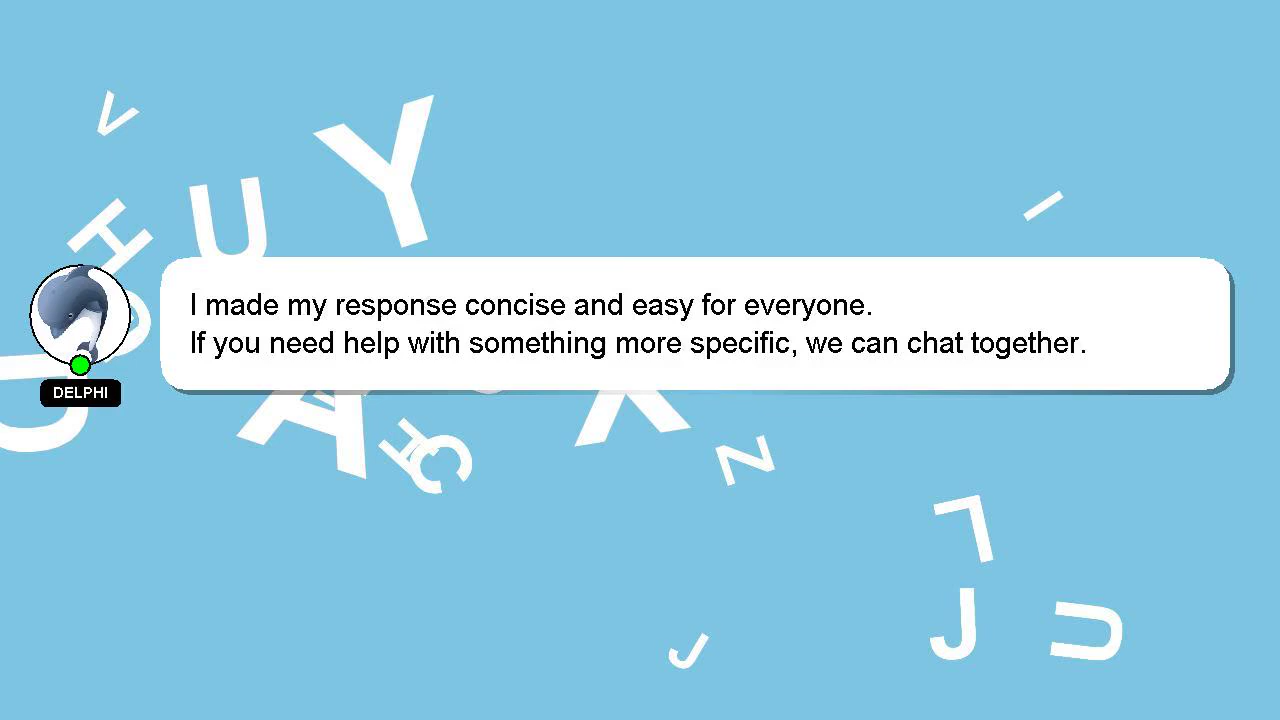 V
Y
H
U
I
I made my response concise and easy for everyone.
If you need help with something more specific, we can chat together.
DELPHI
U
A
H
C
X
N
L
J
U
J